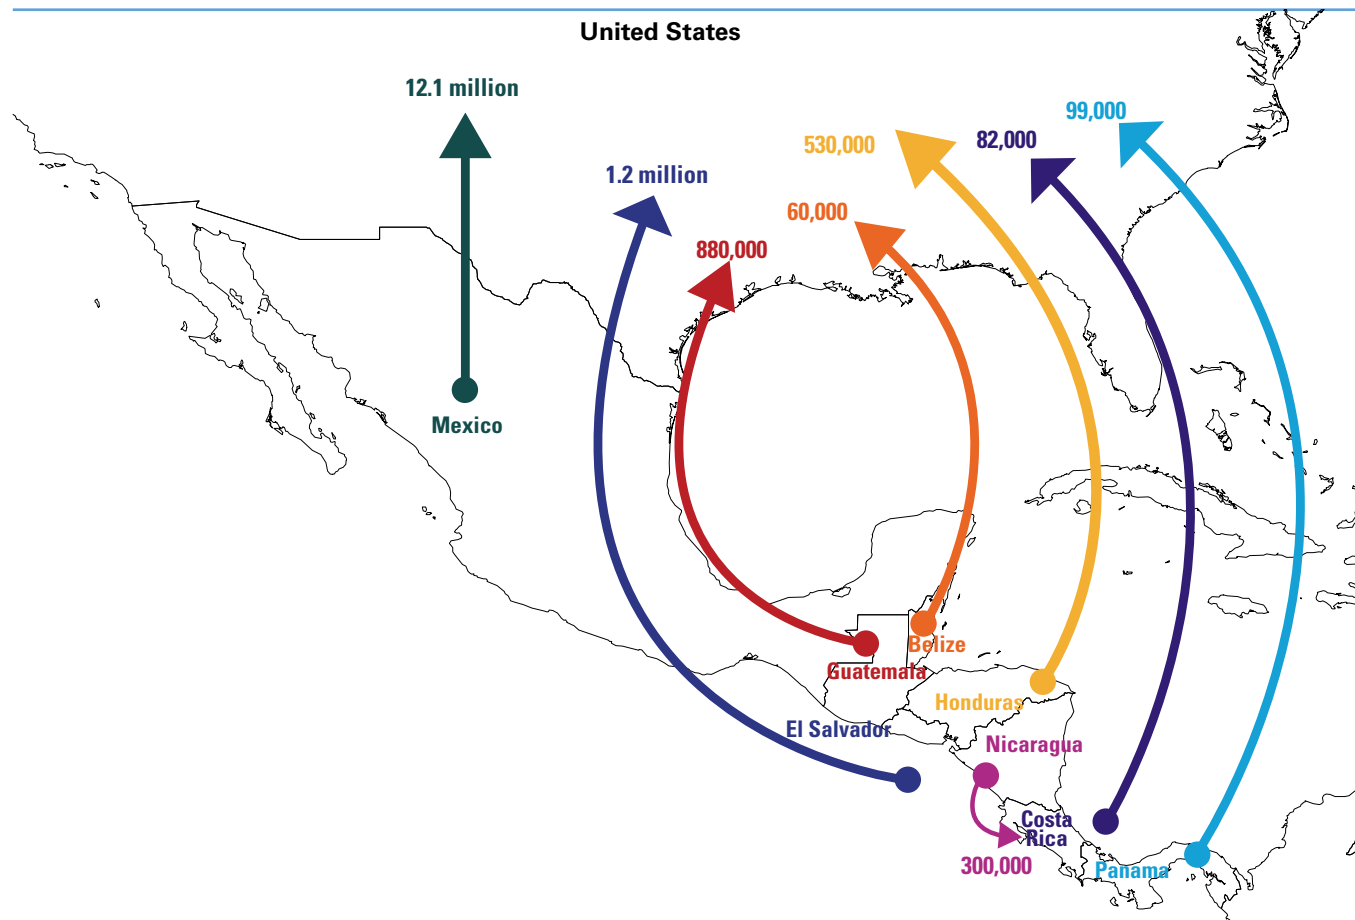 United States
12.1 million
99,000
530,000
82,000
1.2 million
60,000
880,000
Mexico
Belize
Guatemala
Honduras
El Salvador
Nicaragua
Costa
Rica
300,000
Panama